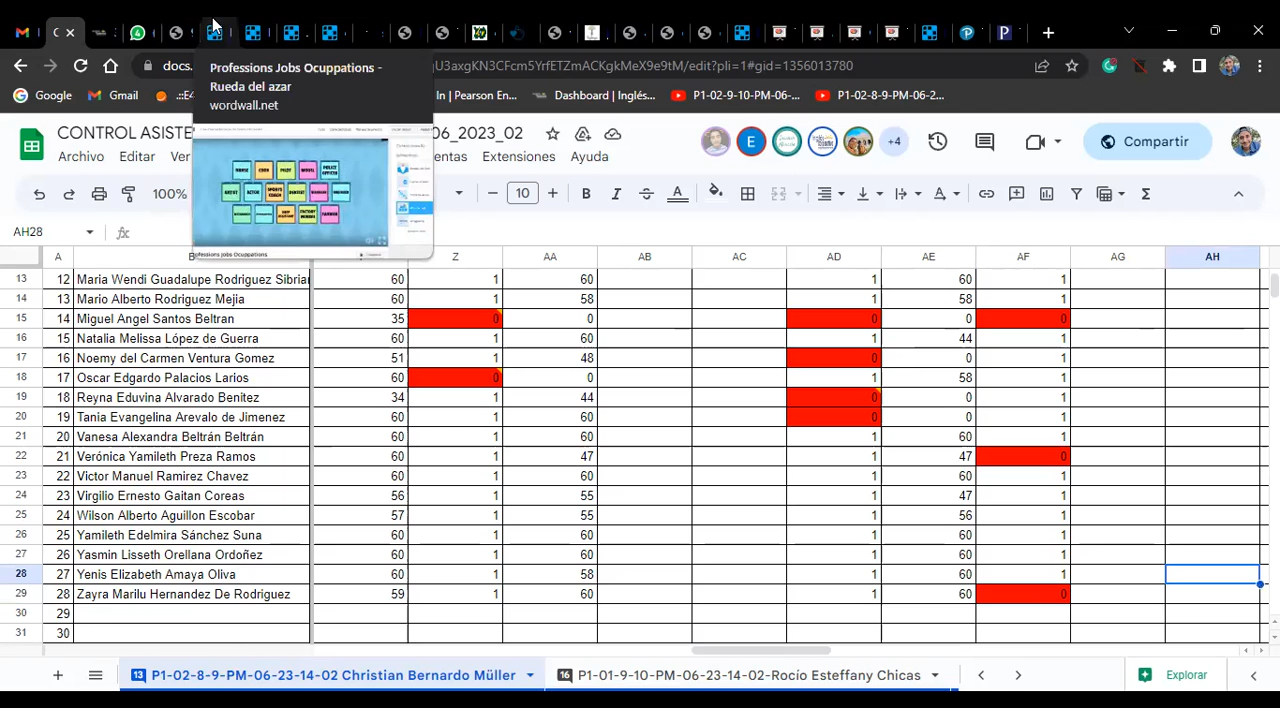 Professions Jobs Ocuppations -
Rueda del azar
wordwall.net
docs.
gU3axgKN3CFcm5YrfETZmACKgkMeX9e9tM/edit?pli=1#gid=1356013780
Google
Gmail
::E4
In | Pearson En...
Dashboard | Inglés...
P1-02-9-10-PM-06-...
P1-02-8-9-PM-06-2...
CONTROL ASISTE
06_2023_02
Archivo Editar Ver
entas Extensiones Ayuda
+4
Compartir
100%
10
AH28
fx
A B Z AA AB AC AD AE AF AG AH
13 12 Maria Wendi Guadalupe Rodriguez Sibrian 60 1 60 1 60 1
14 13 Mario Alberto Rodriguez Mejia 60 1 58 1 58 1
15 14 Miguel Angel Santos Beltran 35 0 0 0 0 0
16 15 Natalia Melissa López de Guerra 60 1 60 1 44 1
17 16 Noemy del Carmen Ventura Gomez 51 1 48 0 0 1
18 17 Oscar Edgardo Palacios Larios 60 0 0 1 58 1
19 18 Reyna Eduvina Alvarado Benitez 34 1 44 0 0 1
20 19 Tania Evangelina Arevalo de Jimenez 60 1 60 0 0 1
21 20 Vanesa Alexandra Beltrán Beltrán 60 1 60 1 60 1
22 21 Verónica Yamileth Preza Ramos 60 1 47 1 47 0
23 22 Victor Manuel Ramirez Chavez 60 1 60 1 60 1
24 23 Virgilio Ernesto Gaitan Coreas 56 1 55 1 47 1
25 24 Wilson Alberto Aguillon Escobar 57 1 55 1 56 1
26 25 Yamileth Edelmira Sánchez Suna 60 1 60 1 60 1
27 26 Yasmin Lisseth Orellana Ordoñez 60 1 60 1 60 1
28 27 Yenis Elizabeth Amaya Oliva 60 1 58 1 60 1
29 28 Zayra Marilu Hernandez De Rodriguez 59 1 60 1 60 0
30 29
31 30
13 P1-02-8-9-PM-06-23-14-02 Christian Bernardo Müller
16 P1-01-9-10-PM-06-23-14-02-Rocío Esteffany Chicas
Explorar